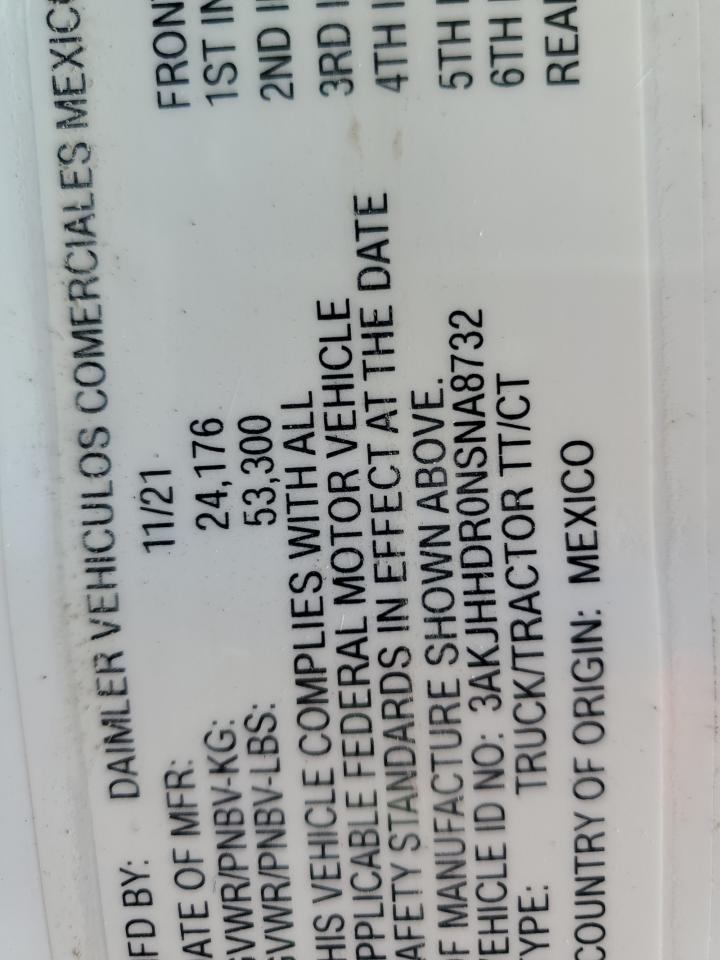 FD BY: DAIMLER VEHICULOS COMERCIALES MEXICO
ATE OF MFR: 11/21
GVWR/PNBV-KG: 24,176
GVWR/PNBV-LBS: 53,300
HIS VEHICLE COMPLIES WITH ALL
PPLICABLE FEDERAL MOTOR VEHICLE
AFETY STANDARDS IN EFFECT AT THE DATE
F MANUFACTURE SHOWN ABOVE.
EHICLE ID NO: 3AKJHHDR0NSNA8732
YPE: TRUCK/TRACTOR TT/CT
COUNTRY OF ORIGIN: MEXICO
FRON
1ST IN
2ND I
3RD I
4TH I
5TH I
6TH I
REA